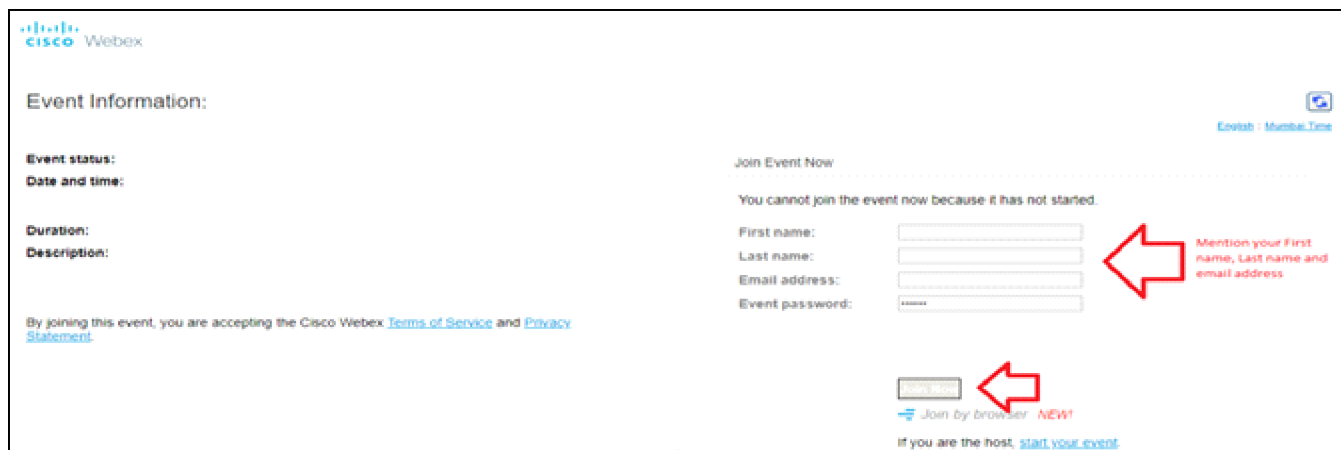 CISCO Webex
Event Information:
English : Mumbai Time
Event status:
Date and time:
Duration:
Description:
By joining this event, you are accepting the Cisco Webex Terms of Service and Privacy
Statement.
Join Event Now
You cannot join the event now because it has not started.
First name:
Last name:
Email address:
Event password:
Mention your First
name, Last name and
email address
Join Now
Join by browser NEW!
If you are the host, start your event.